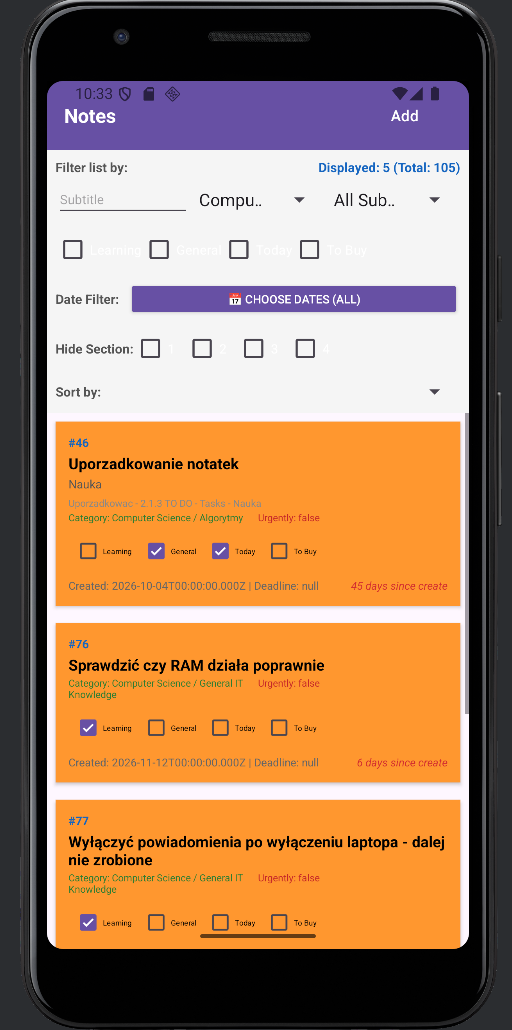 10:33
Notes Add
Filter list by: Displayed: 5 (Total: 105)
Subtitle Compu.. All Sub..
Learning General Today To Buy
Date Filter: 📅 CHOOSE DATES (ALL)
Hide Section: 1 2 3 4
Sort by:
#46
Uporzadkowanie notatek
Nauka
Uporzadkowac - 2.1.3 TO DO - Tasks - Nauka
Category: Computer Science / Algorytmy Urgently: false
Learning General Today To Buy
Created: 2026-10-04T00:00:00.000Z | Deadline: null 45 days since create
#76
Sprawdzić czy RAM działa poprawnie
Category: Computer Science / General IT Urgently: false
Knowledge
Learning General Today To Buy
Created: 2026-11-12T00:00:00.000Z | Deadline: null 6 days since create
#77
Wyłączyć powiadomienia po wyłączeniu laptopa - dalej
nie zrobione
Category: Computer Science / General IT Urgently: false
Knowledge
Learning General Today To Buy